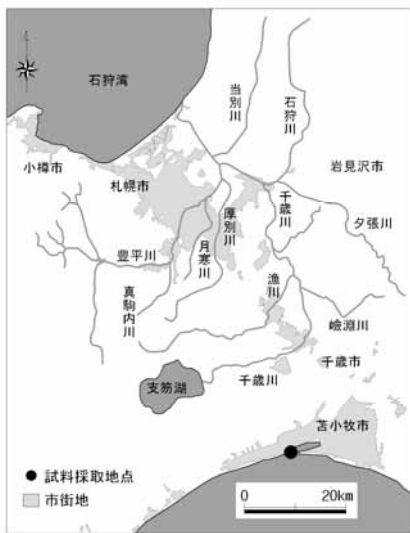 石狩湾
当別川
石狩川
小樽市
札幌市
岩見沢市
千歳川
夕張川
厚別川
月寒川
豊平川
真駒内川
漁川
嶮淵川
千歳市
支笏湖
千歳川
苫小牧市
試料採取地点
市街地
0 20km